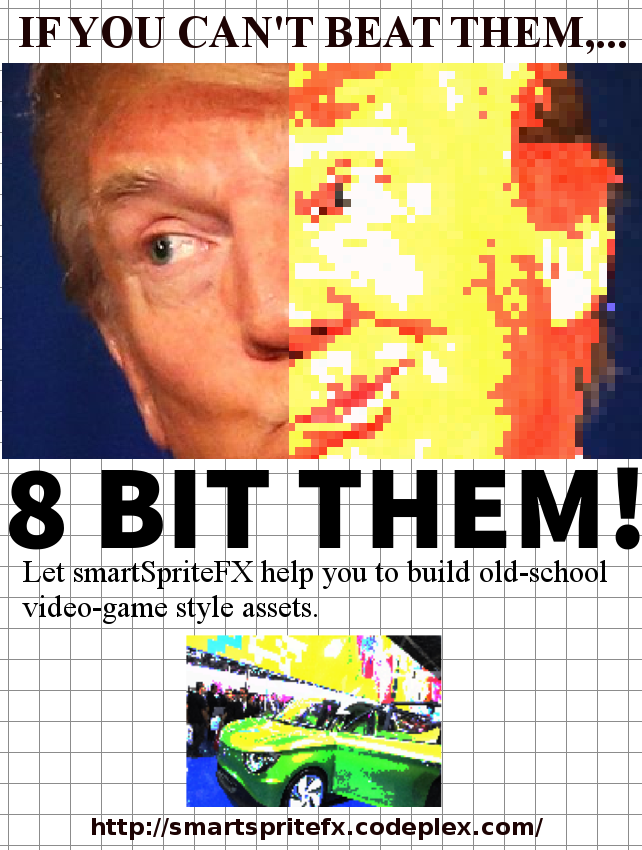 IF YOU CAN'T BEAT THEM,...
8 BIT THEM!
Let smartSpriteFX help you to build old-school
video-game style assets.
http://smartspritefx.codeplex.com/